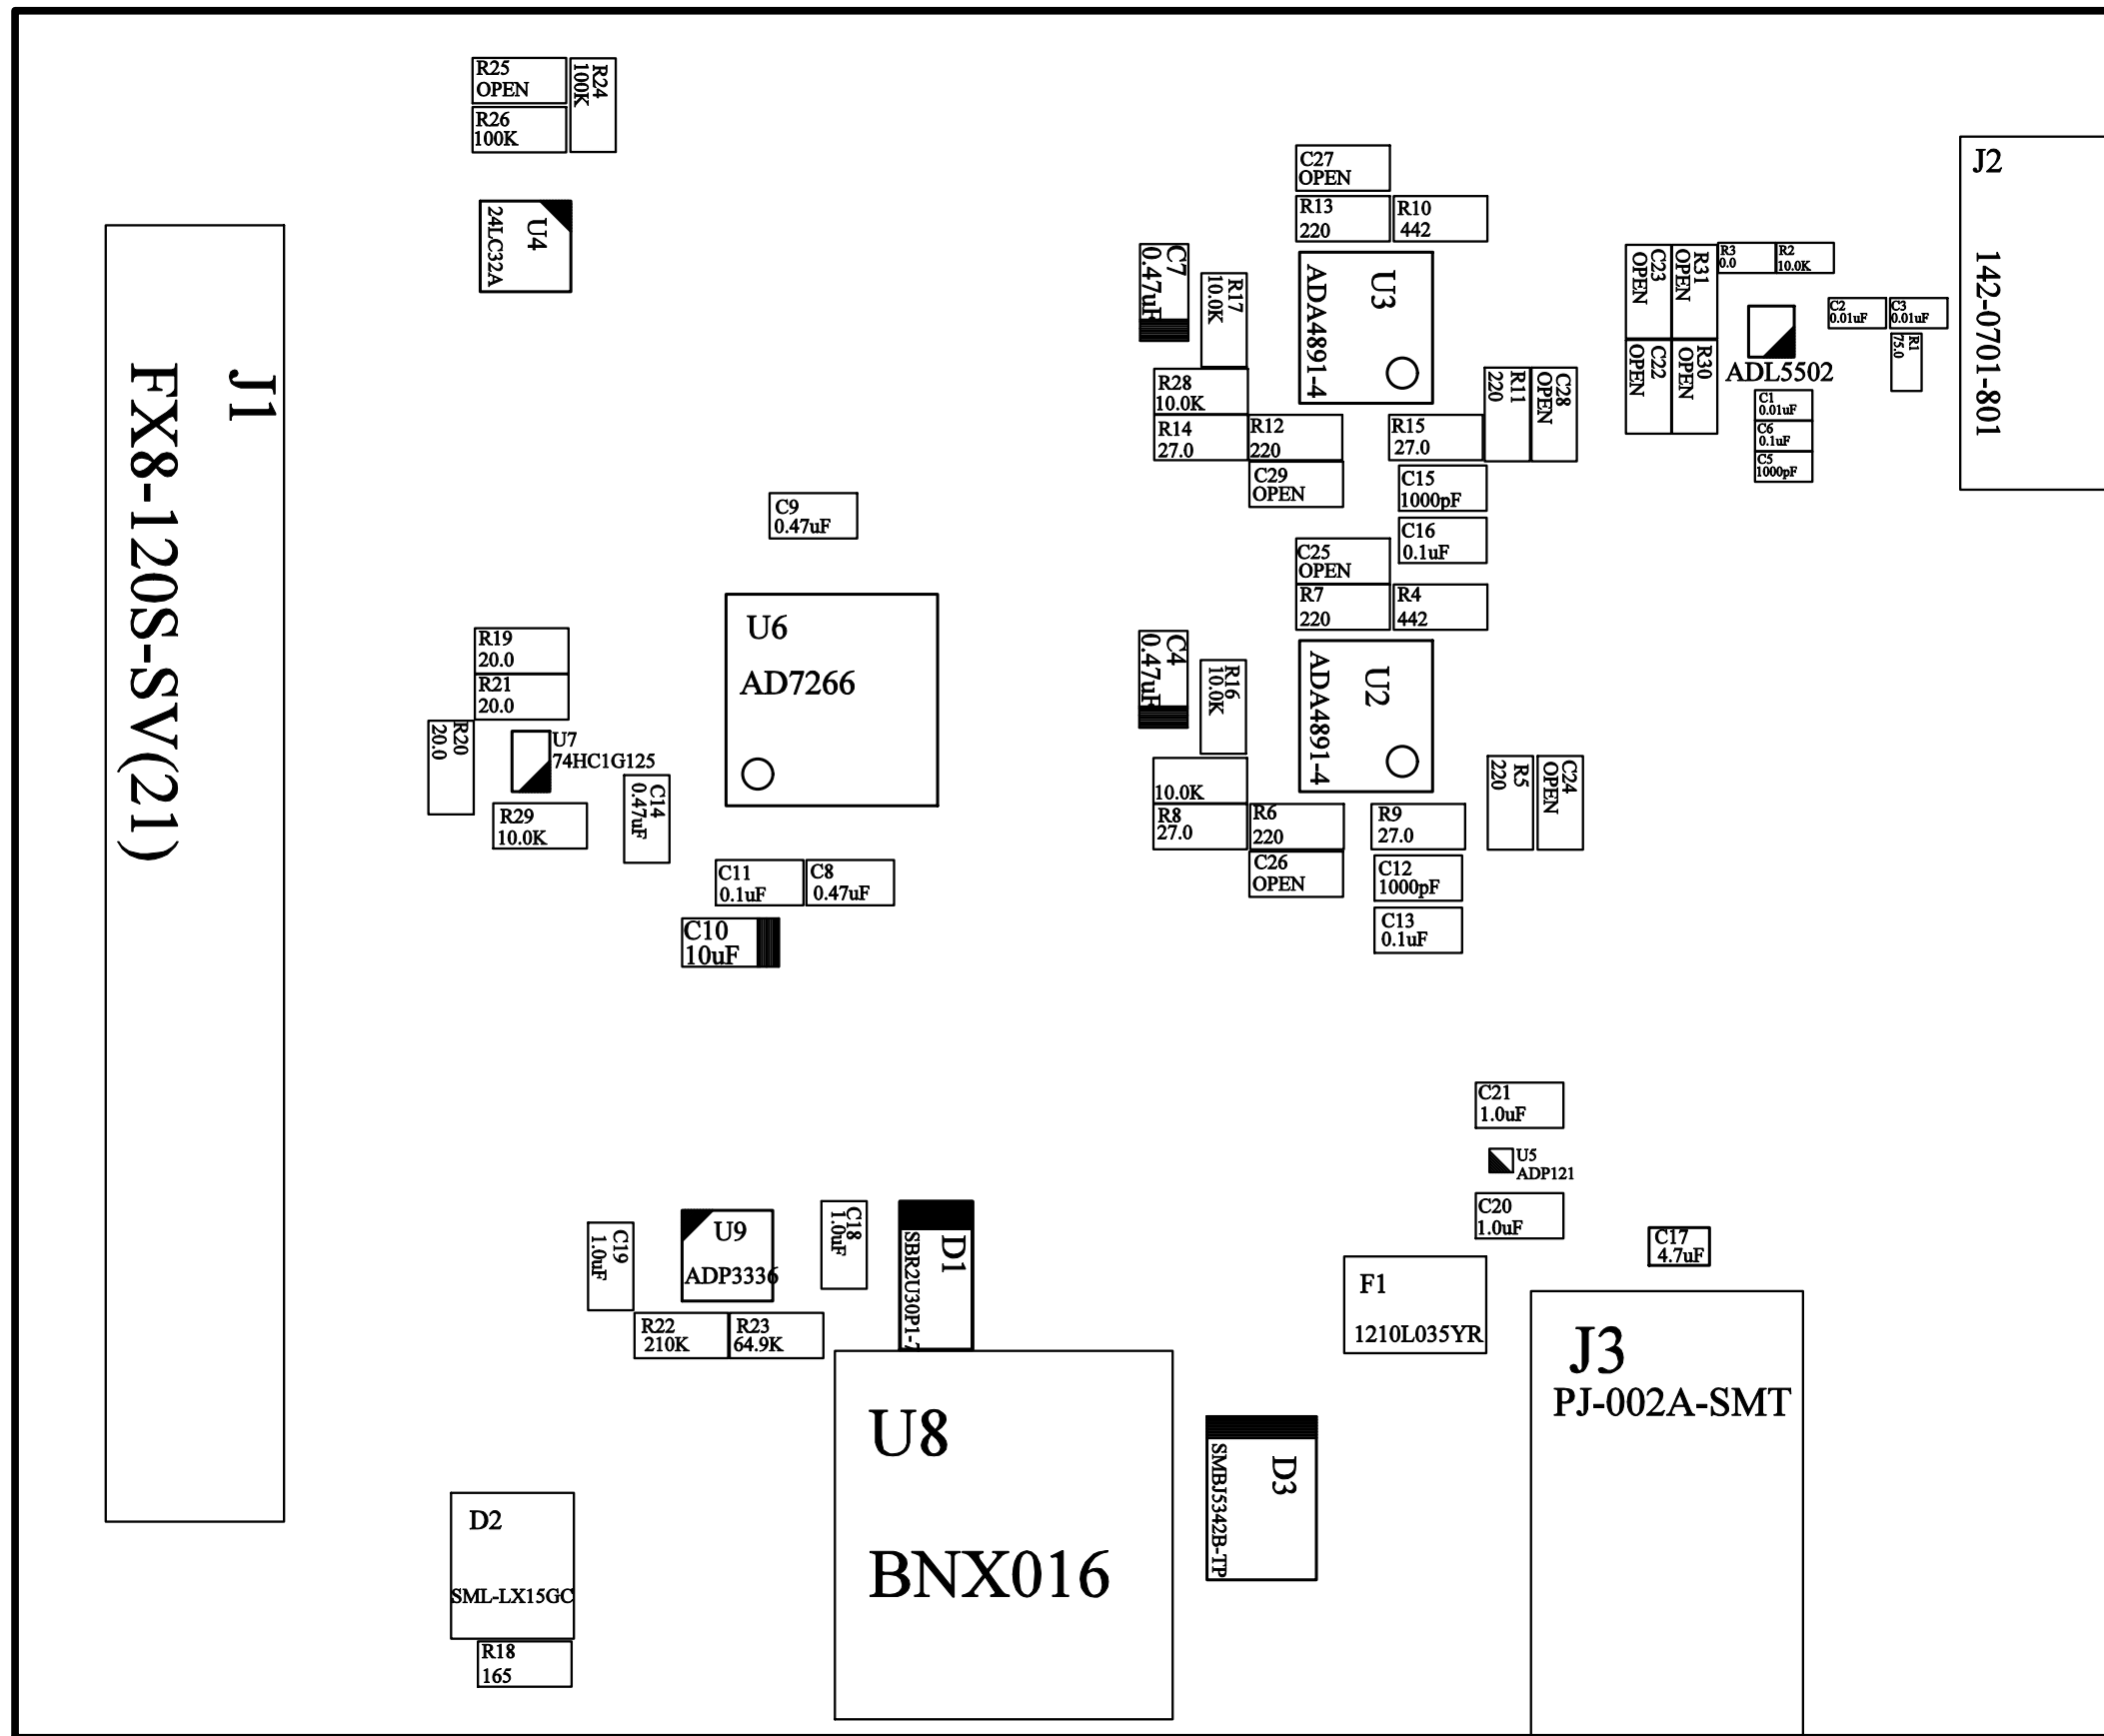 R25
OPEN
R24
100K
R26
100K
U4
24LC32A
J1
FX8-120S-SV(21)
C27
OPEN
R13
220
R10
442
C7
0.47uF
R17
10.0K
U3
ADA4891-4
R28
10.0K
R14
27.0
R12
220
C29
OPEN
R15
27.0
R11
220
C28
OPEN
C15
1000pF
C16
0.1uF
C23
OPEN
R31
OPEN
C22
OPEN
R30
OPEN
R3
0.0
R2
10.0K
ADL5502
C2
0.01uF
C3
0.01uF
R1
75.0
C1
0.01uF
C6
0.1uF
C5
1000pF
J2
142-0701-801
C9
0.47uF
C25
OPEN
R7
220
R4
442
U6
AD7266
R19
20.0
R21
20.0
R20
20.0
U7
74HC1G125
R29
10.0K
C14
0.47uF
C4
0.47uF
R16
10.0K
U2
ADA4891-4
10.0K
R8
27.0
R6
220
C26
OPEN
R9
27.0
R5
220
C24
OPEN
C12
1000pF
C13
0.1uF
C11
0.1uF
C8
0.47uF
C10
10uF
C21
1.0uF
U5
ADP121
C20
1.0uF
C17
4.7uF
C19
1.0uF
U9
ADP3336
C18
1.0uF
D1
SBR2U30P1-7
R22
210K
R23
64.9K
F1
1210L035YR
J3
PJ-002A-SMT
U8
BNX016
D3
SMBJ5342B-TP
D2
SML-LX15GC
R18
165